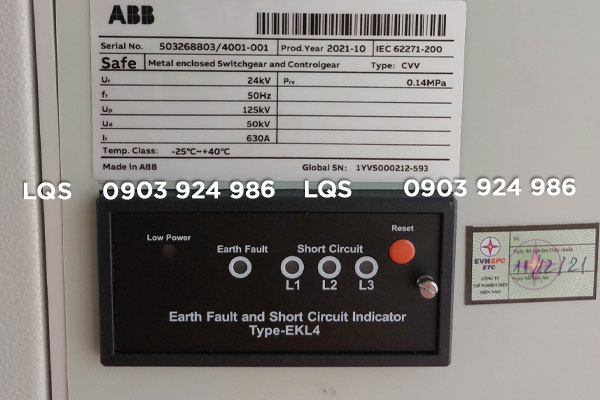 ABB
Serial No. 503268803/4001-001 Prod.Year 2021-10 IEC 62271-200
Safe Metal enclosed Switchgear and Controlgear Type: CVV
Ur 24kV Pre 0.14MPa
fr 50Hz
Up 125kV
Ud 50kV
Ir 630A
Temp. Class: -25℃~+40℃
Made in ABB Global SN: 1YVS000212-593
LQS 0903 924 986 LQS 0903 924 986
Low Power
Earth Fault Short Circuit Reset
L1 L2 L3
Earth Fault and Short Circuit Indicator
Type-EKL4
EVNSPC
ETC
CÔNG TY
11/12/21